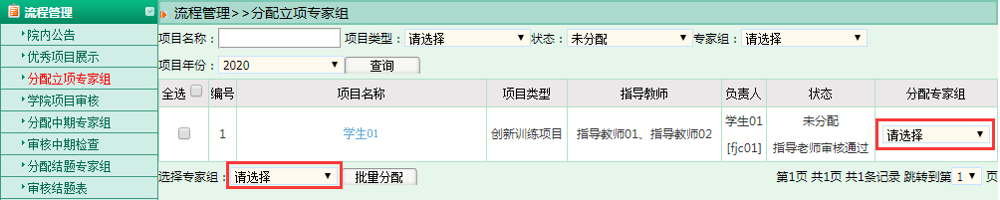 流程管理
院内公告
优秀项目展示
分配立项专家组
学院项目审核
分配中期专家组
审核中期检查
分配结题专家组
审核结题表
流程管理>>分配立项专家组
项目名称： 项目类型：请选择 状态：未分配 专家组：请选择
项目年份：2020 查询
全选 编号 项目名称 项目类型 指导教师 负责人 状态 分配专家组
1 学生01 创新训练项目 指导教师01、指导教师02 学生01 未分配 请选择
[fjc01] 指导老师审核通过
选择专家组：请选择 批量分配 第1页 共1页 共1条记录 跳转到第 1 页